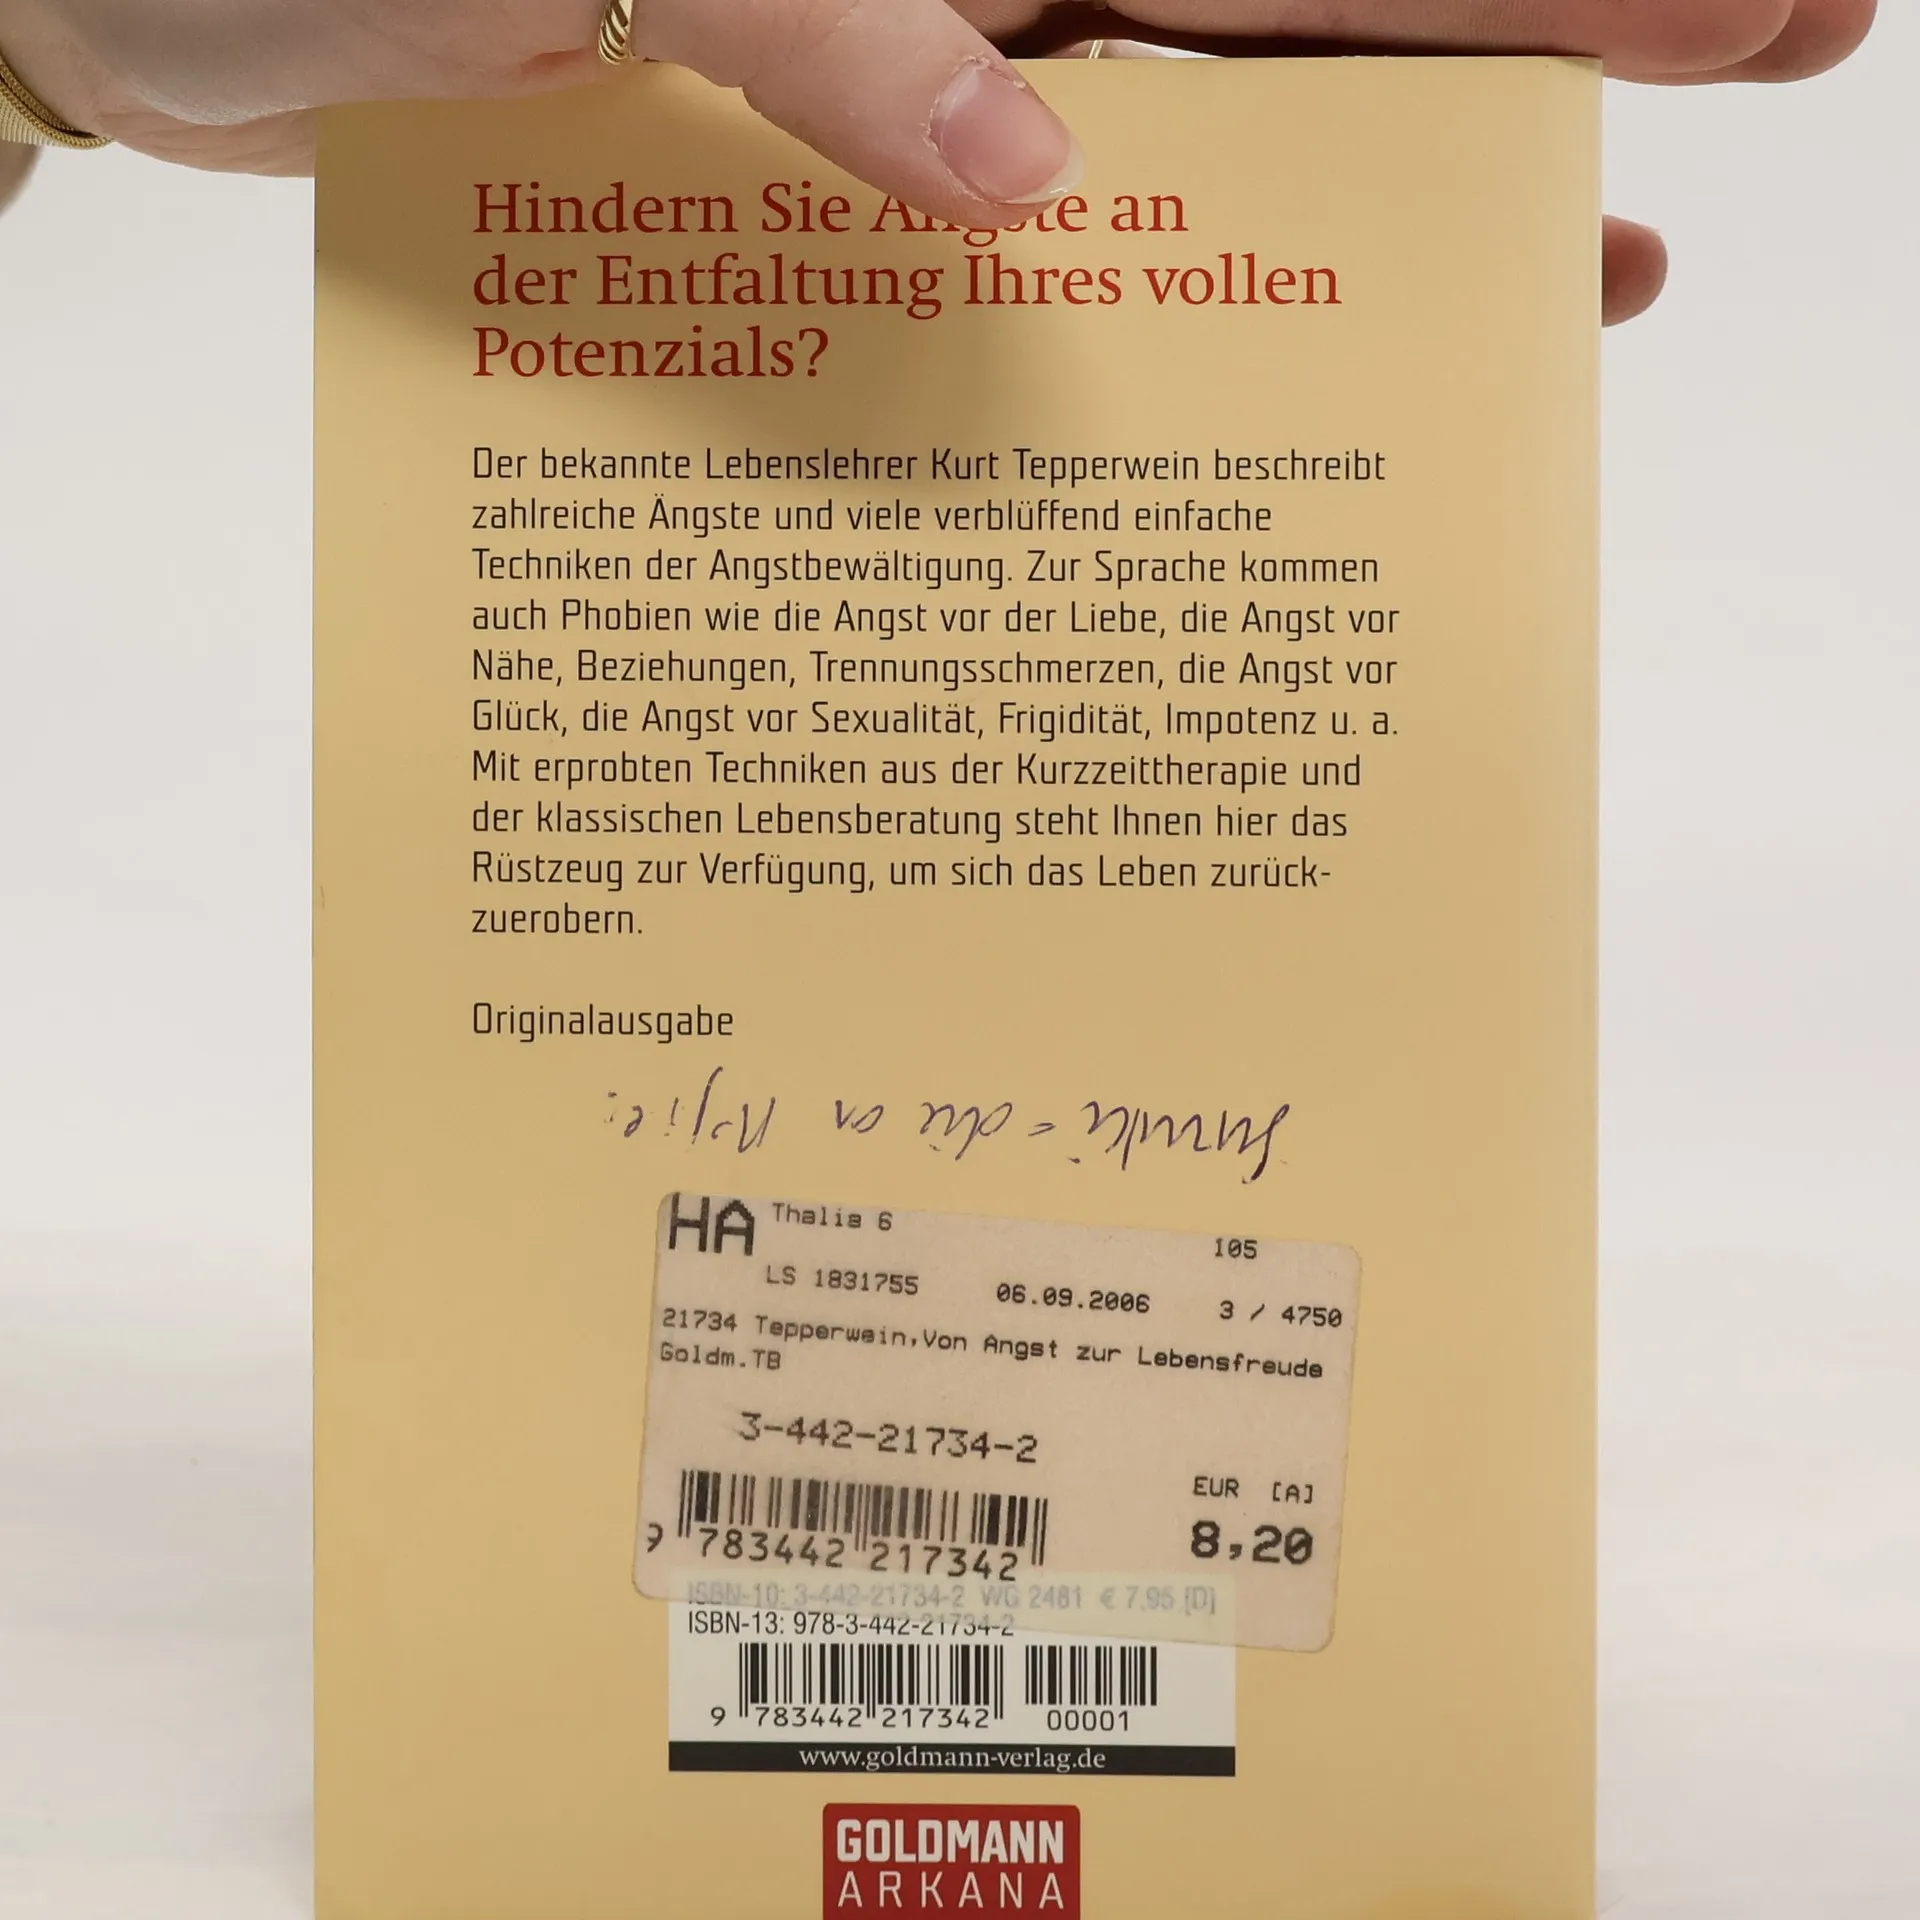 Hindern Sie Ängste an
der Entfaltung Ihres vollen
Potenzials?
Der bekannte Lebenslehrer Kurt Tepperwein beschreibt
zahlreiche Ängste und viele verblüffend einfache
Techniken der Angstbewältigung. Zur Sprache kommen
auch Phobien wie die Angst vor der Liebe, die Angst vor
Nähe, Beziehungen, Trennungsschmerzen, die Angst vor
Glück, die Angst vor Sexualität, Frigidität, Impotenz u. a.
Mit erprobten Techniken aus der Kurzzeittherapie und
der klassischen Lebensberatung steht Ihnen hier das
Rüstzeug zur Verfügung, um sich das Leben zurück-
zuerobern.
Originalausgabe
HA Thalia 6 105
LS 1831755 06.09.2006 3 / 4750
21734 Tepperwein,Von Angst zur Lebensfreude
Goldm.TB
3-442-21734-2
EUR [A]
8,20
9 783442 217342
ISBN-10: 3-442-21734-2 WG 2481 € 7,95 [D]
ISBN-13: 978-3-442-21734-2
9 783442 217342 00001
www.goldmann-verlag.de
GOLDMANN
ARKANA